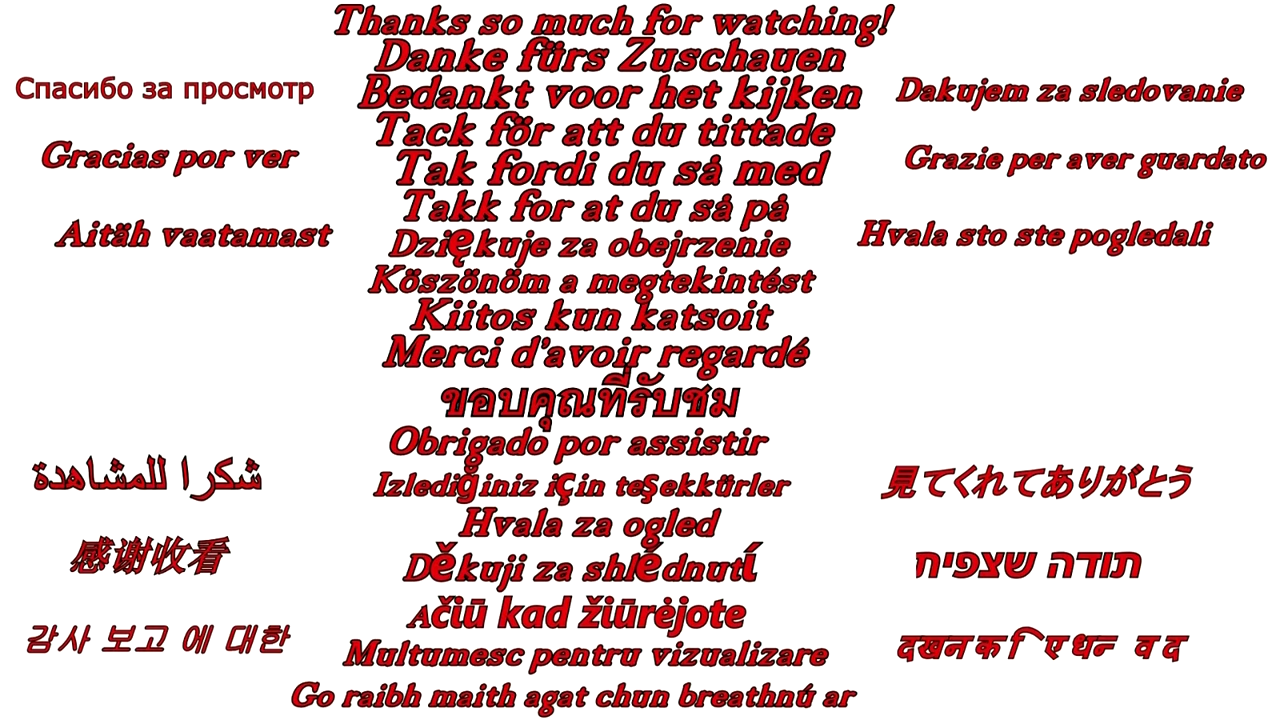 Thanks so much for watching!
Danke fürs Zuschauen
Bedankt voor het kijken
Tack för att du tittade
Tak fordi du så med
Takk for at du så på
Dziękuje za obejrzenie
Köszönöm a megtekintést
Kiitos kun katsoit
Merci d'avoir regardé
ขอบคุณที่รับชม
Obrigado por assistir
Izlediğiniz için teşekkürler
Hvala za ogled
Děkuji za shlédnutí
Ačiū kad žiūrėjote
Multumesc pentru vizualizare
Go raibh maith agat chun breathnú ar
Спасибо за просмотр
Gracias por ver
Aitäh vaatamast
شكرا للمشاهدة
感谢收看
감사 보고 에 대한
Dakujem za sledovanie
Grazie per aver guardato
Hvala sto ste pogledali
見てくれてありがとう
תודה שצפית